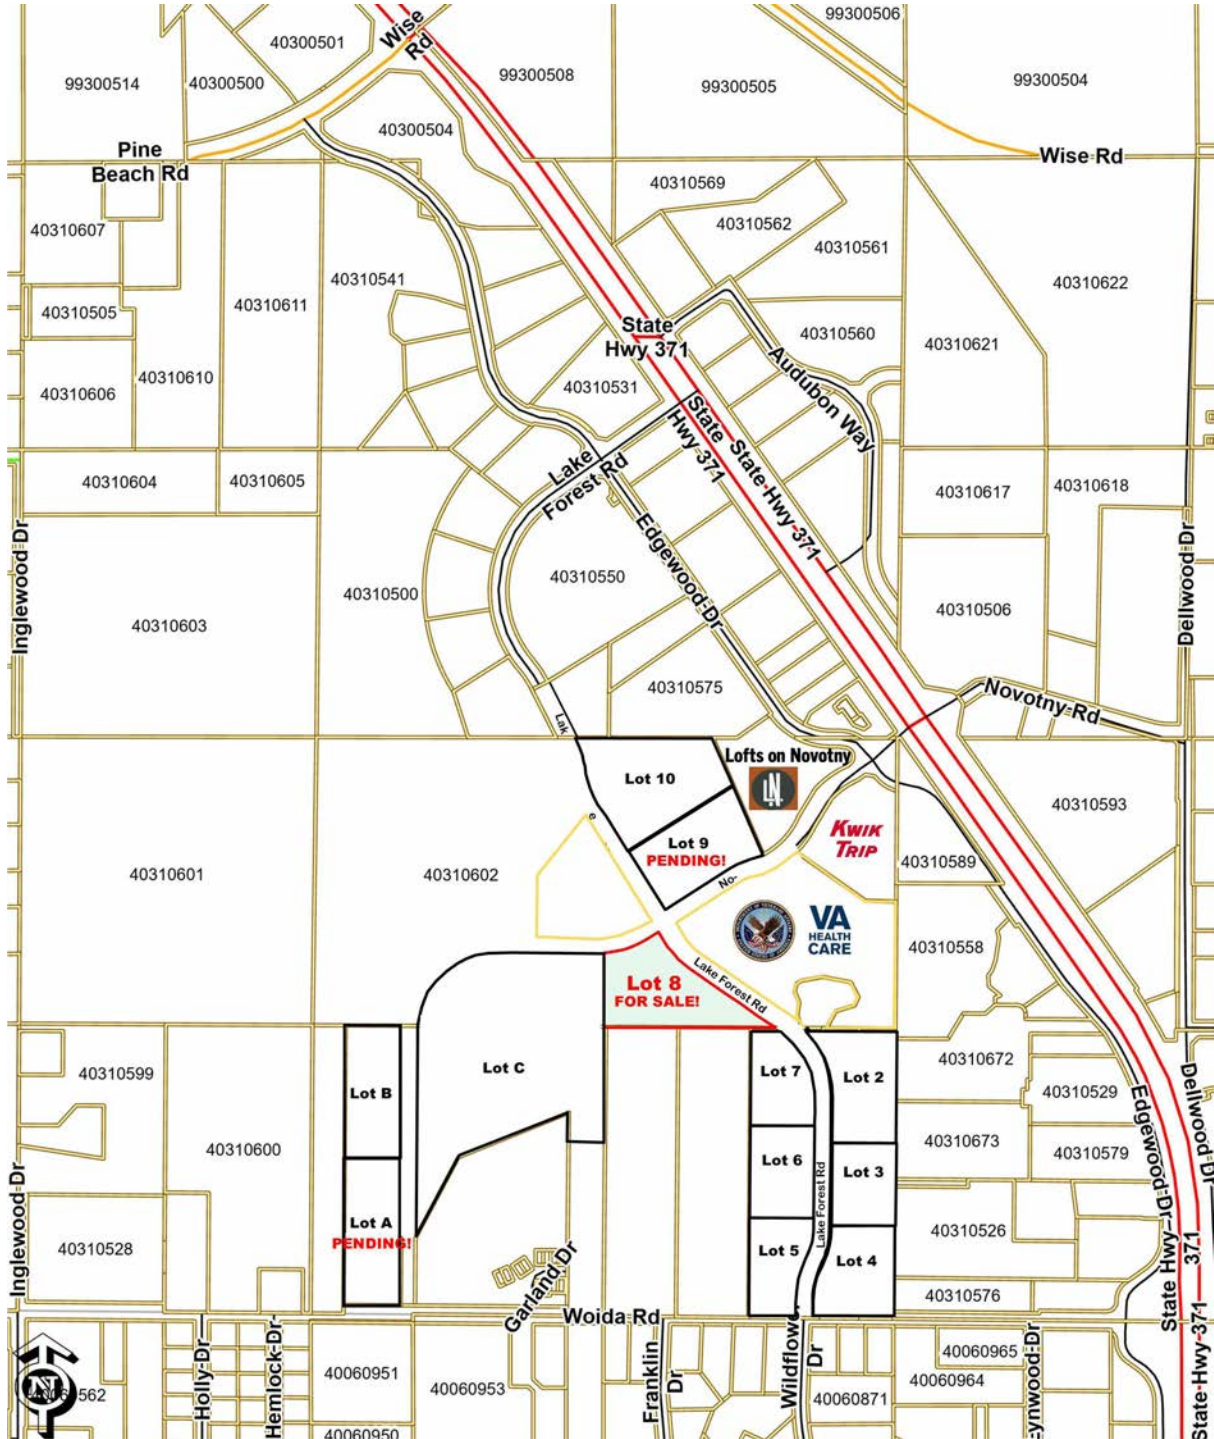 99300506
Wise
Rd
40300501
99300514
40300500
99300508
99300505
99300504
40300504
Pine
Beach Rd
Wise Rd
40310569
40310607
40310562
40310561
40310541
40310622
40310505
40310611
State
Hwy 371
40310560
40310621
Audubon Way
40310610
40310606
40310531
State
Hwy 371
State Hwy 371
Lake
Forest Rd
40310604
40310605
40310617
40310618
Inglewood Dr
Edgewood Dr
Dellwood Dr
40310550
40310500
40310603
40310506
40310575
Novotny Rd
Lak
Lofts on Novotny
LN.
Lot 10
40310593
e
Kwik
Trip
Lot 9
PENDING!
40310589
40310601
40310602
No-
VA
HEALTH
CARE
40310558
Lake Forest Rd
Lot 8
FOR SALE!
40310672
Lot C
Lot 7
Lot 2
40310599
Lot B
40310529
Edgewood Dr
Dellwood Dr
40310600
40310673
40310579
Lot 6
Lot 3
Lake Forest Rd
Inglewood Dr
Lot A
PENDING!
40310526
40310528
Lot 5
Lot 4
State Hwy
371
Garland Dr
40310576
Woida Rd
State Hwy 371
Holly Dr
Hemlock Dr
Franklin
Dr
Dr
40060965
N
40060951
40060953
40060871
40060964
40060950